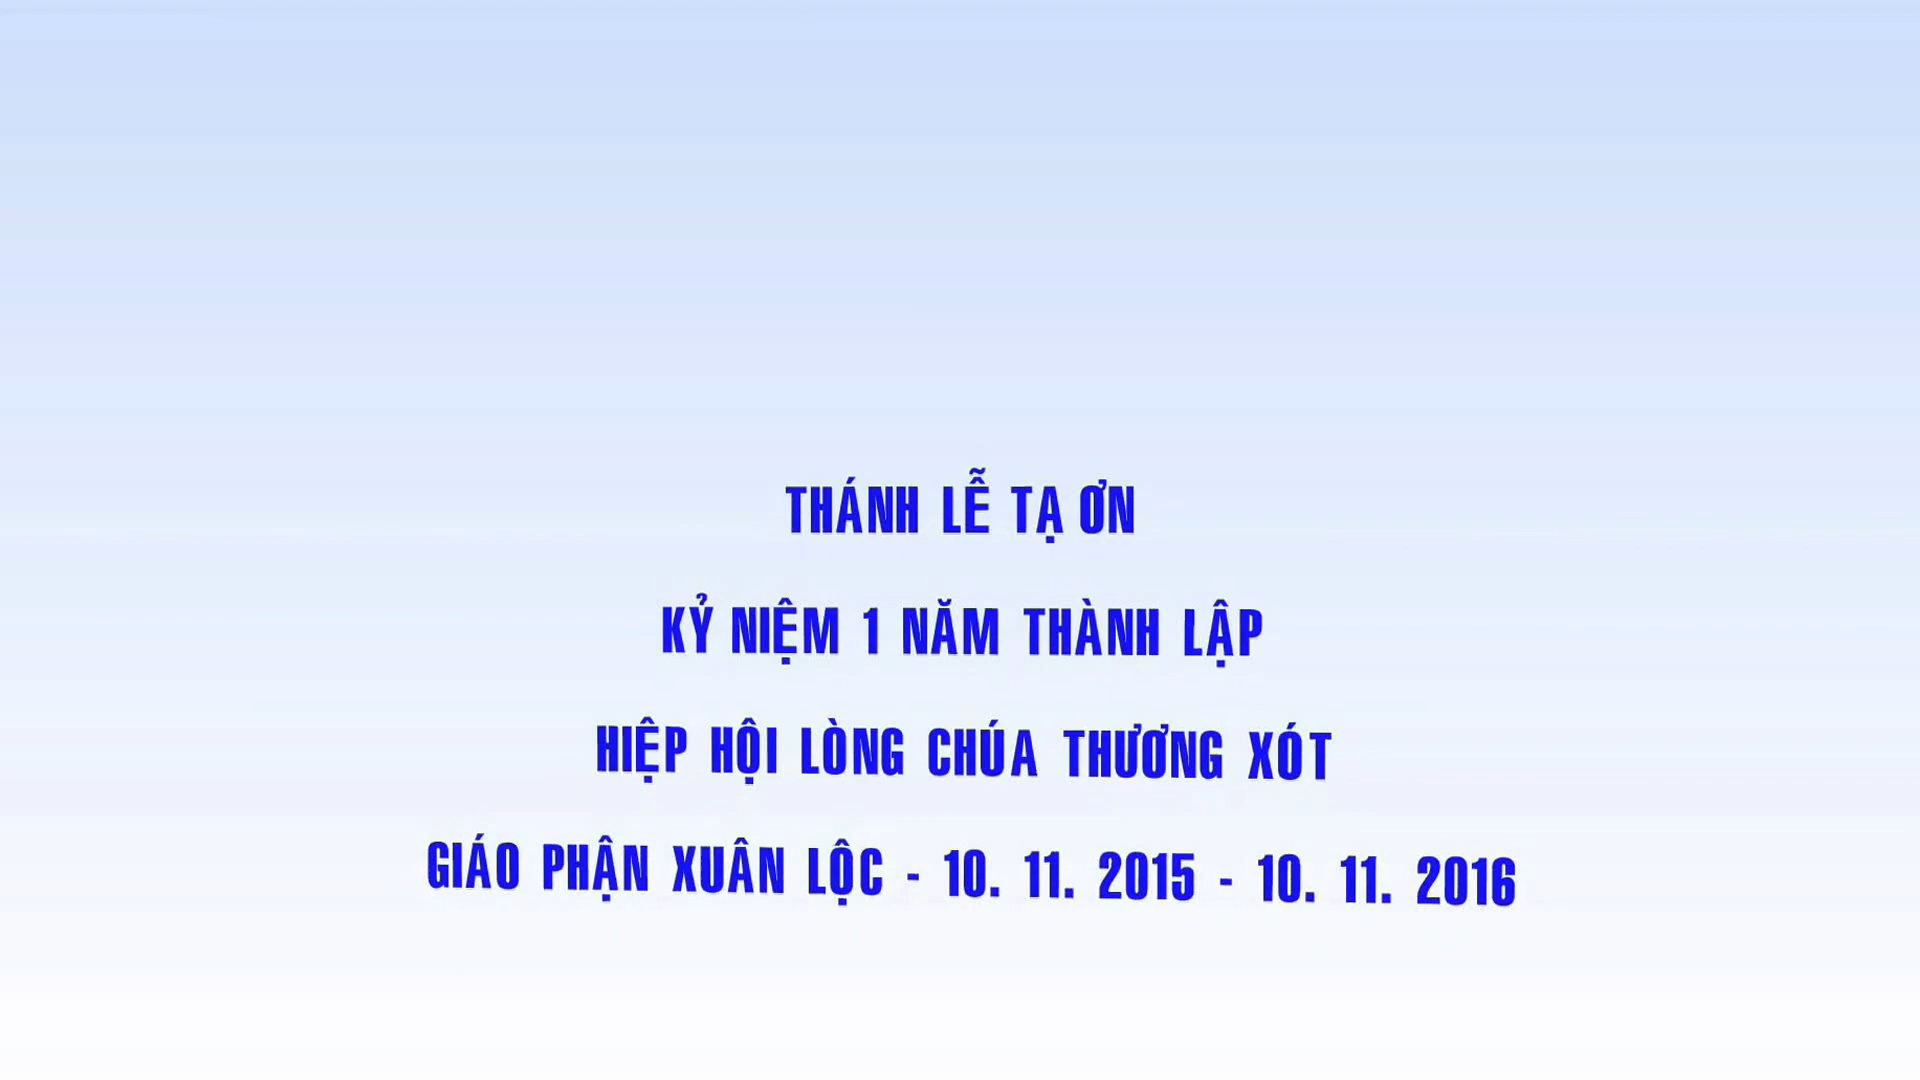 THÁNH LỄ TẠ ƠN
KỶ NIỆM 1 NĂM THÀNH LẬP
HIỆP HỘI LÒNG CHÚA THƯƠNG XÓT
GIÁO PHẬN XUÂN LỘC - 10. 11. 2015 - 10. 11. 2016